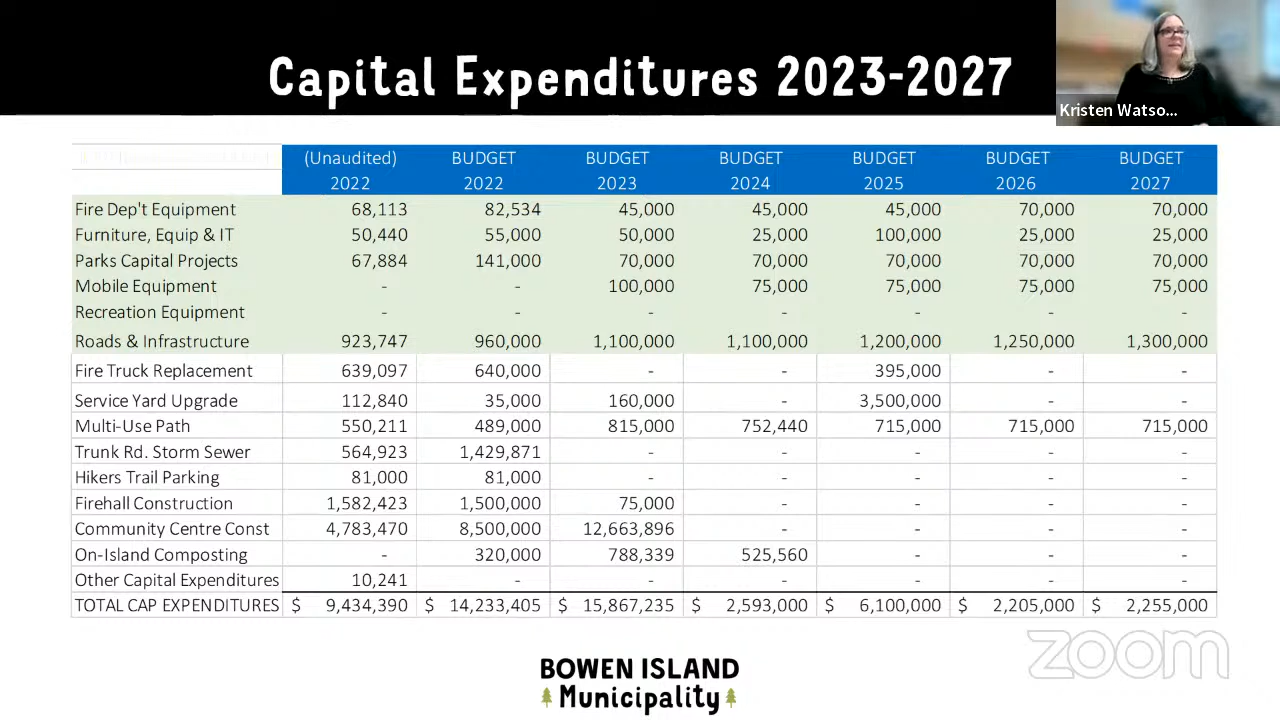 Capital Expenditures 2023-2027
Kristen Watso...
(Unaudited) BUDGET BUDGET BUDGET BUDGET BUDGET BUDGET
2022 2022 2023 2024 2025 2026 2027
Fire Dep't Equipment 68,113 82,534 45,000 45,000 45,000 70,000 70,000
Furniture, Equip & IT 50,440 55,000 50,000 25,000 100,000 25,000 25,000
Parks Capital Projects 67,884 141,000 70,000 70,000 70,000 70,000 70,000
Mobile Equipment - - 100,000 75,000 75,000 75,000 75,000
Recreation Equipment - - - - - - -
Roads & Infrastructure 923,747 960,000 1,100,000 1,100,000 1,200,000 1,250,000 1,300,000
Fire Truck Replacement 639,097 640,000 - - 395,000 - -
Service Yard Upgrade 112,840 35,000 160,000 - 3,500,000 - -
Multi-Use Path 550,211 489,000 815,000 752,440 715,000 715,000 715,000
Trunk Rd. Storm Sewer 564,923 1,429,871 - - - - -
Hikers Trail Parking 81,000 81,000 - - - - -
Firehall Construction 1,582,423 1,500,000 75,000 - - - -
Community Centre Const 4,783,470 8,500,000 12,663,896 - - - -
On-Island Composting - 320,000 788,339 525,560 - - -
Other Capital Expenditures 10,241 - - - - - -
TOTAL CAP EXPENDITURES $ 9,434,390 $ 14,233,405 $ 15,867,235 $ 2,593,000 $ 6,100,000 $ 2,205,000 $ 2,255,000
zoom
BOWEN ISLAND
Municipality